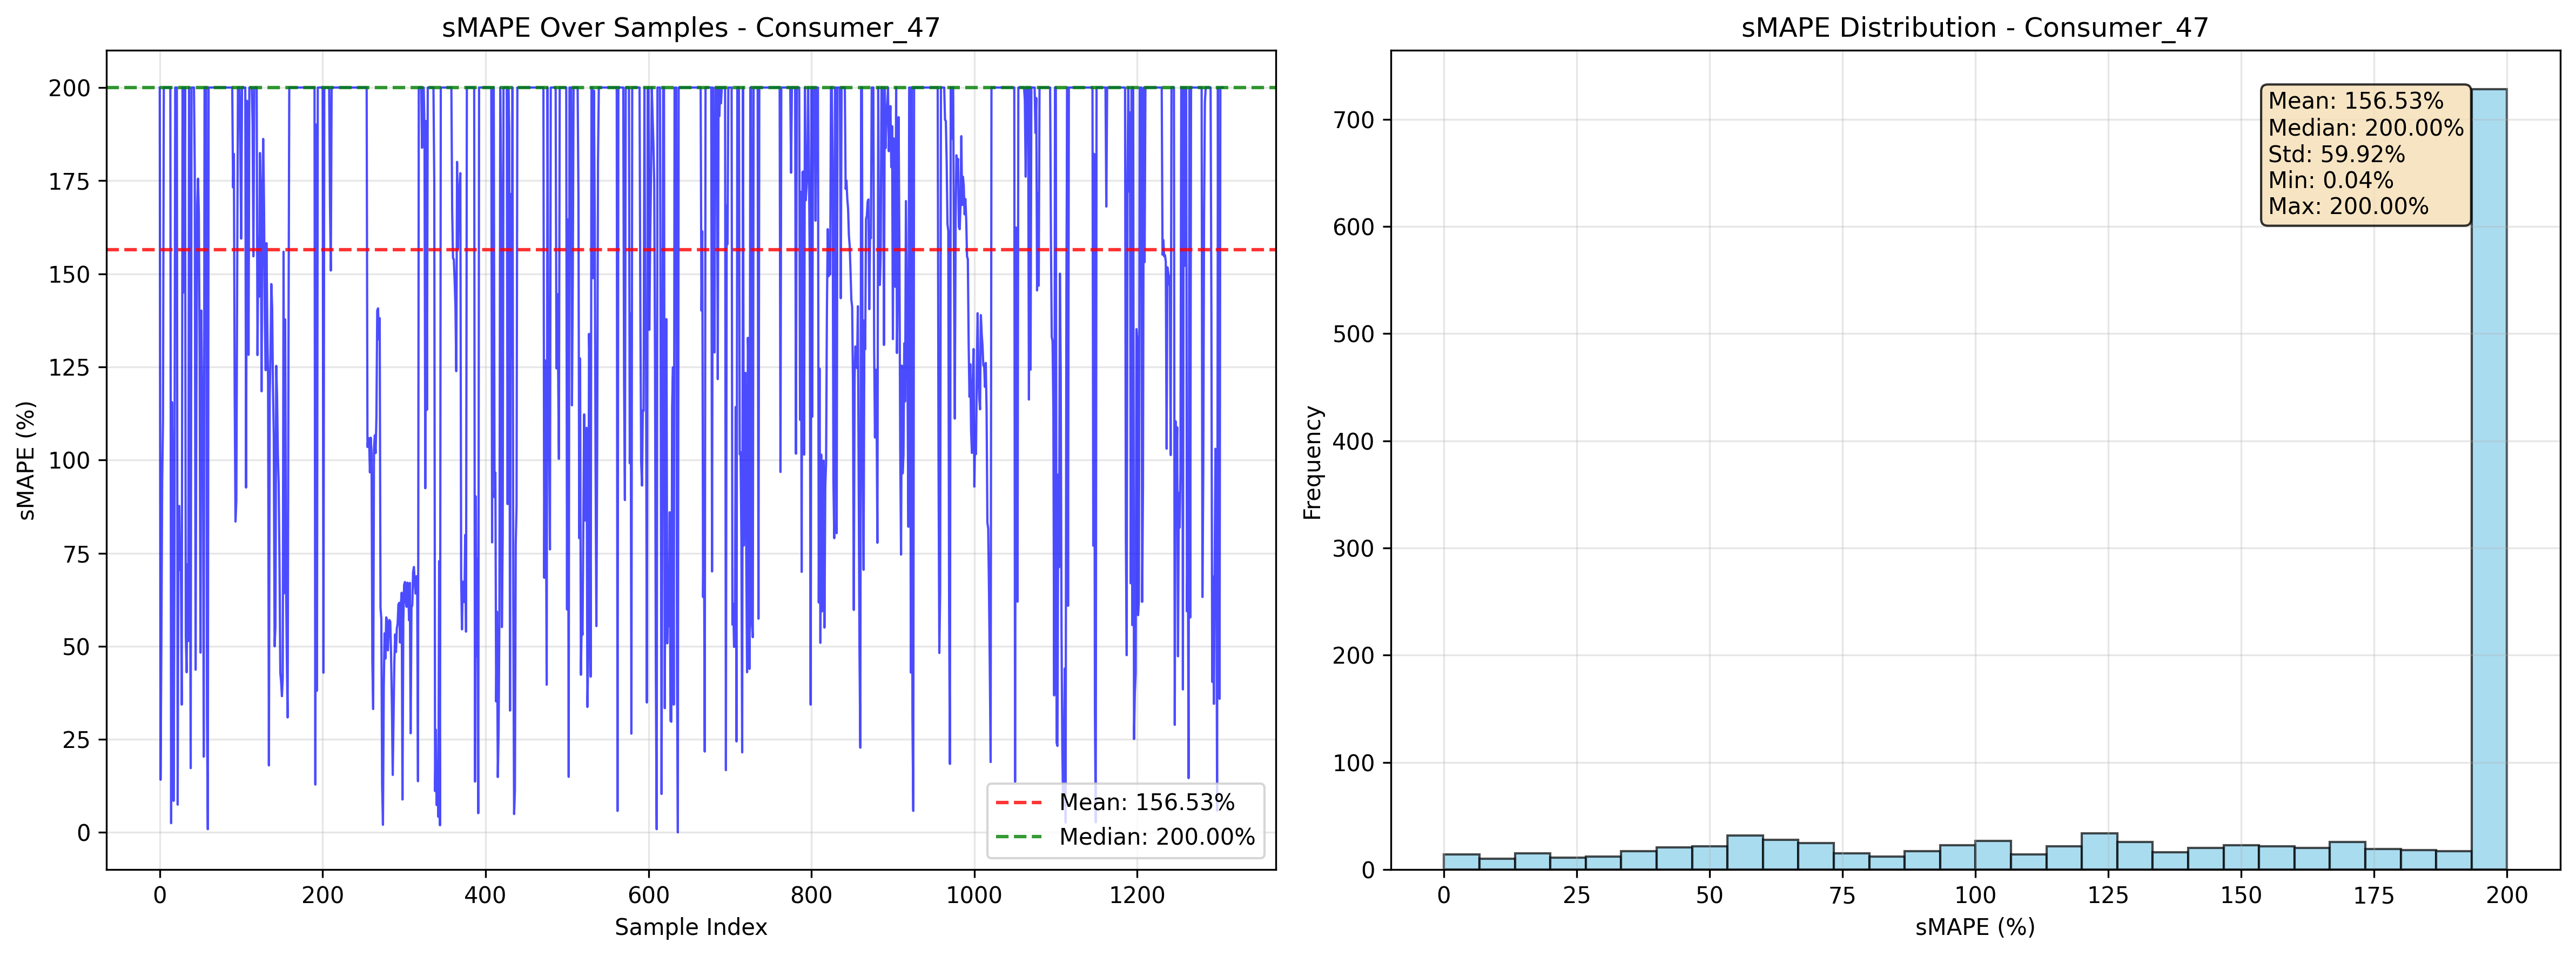 sMAPE Over Samples - Consumer_47
sMAPE (%)
200
175
150
125
100
75
50
25
0
0 200 400 600 800 1000 1200
Sample Index
Mean: 156.53%
Median: 200.00%
sMAPE Distribution - Consumer_47
Frequency
700
600
500
400
300
200
100
0
0 25 50 75 100 125 150 175 200
sMAPE (%)
Mean: 156.53%
Median: 200.00%
Std: 59.92%
Min: 0.04%
Max: 200.00%